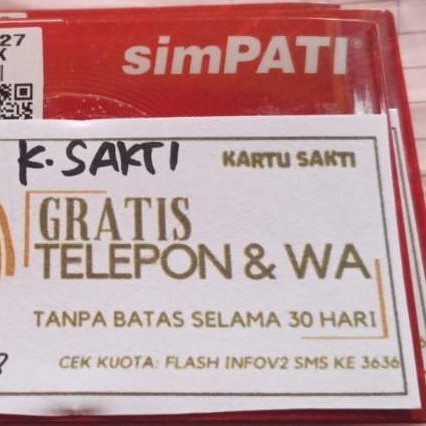 27
K
simPATI
K. SAKTI
KARTU SAKTI
GRATIS
TELEPON & WA
TANPA BATAS SELAMA 30 HARI
CEK KUOTA: FLASH INFOV2 SMS KE 3636